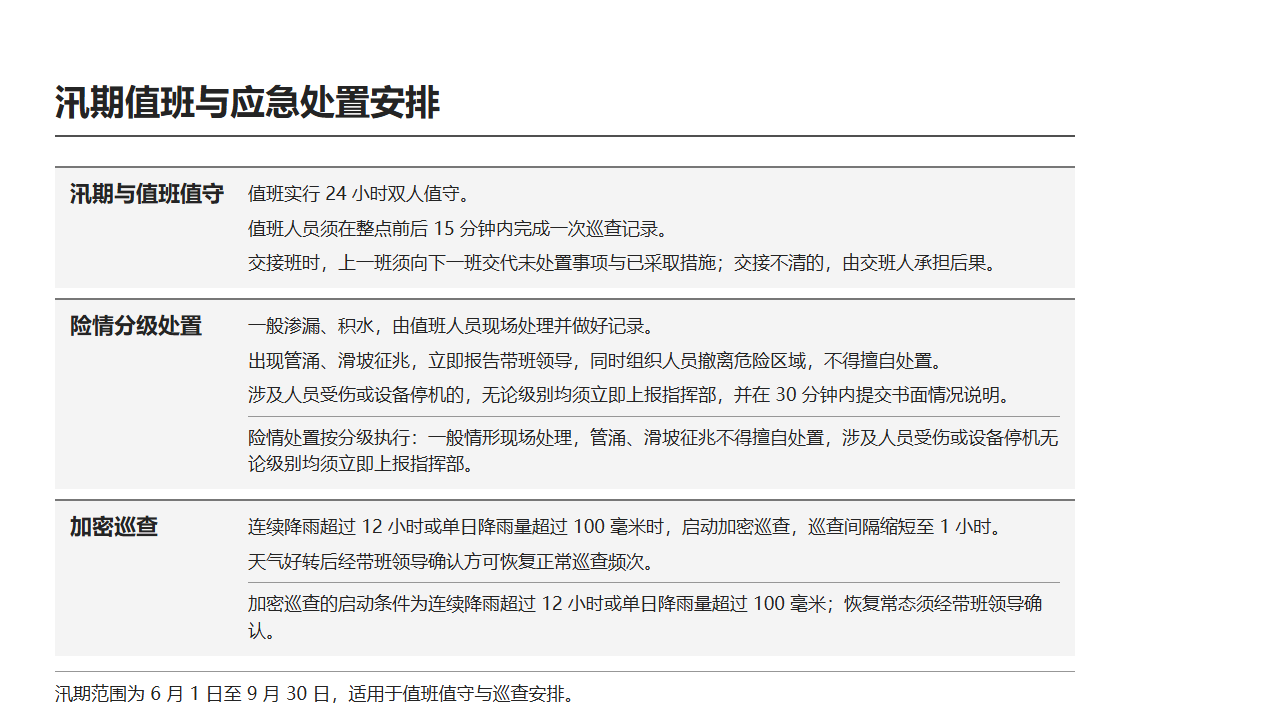 汛期值班与应急处置安排
汛期与值班值守
值班实行 24 小时双人值守。
值班人员须在整点前后 15 分钟内完成一次巡查记录。
交接班时，上一班须向下一班交代未处置事项与已采取措施；交接不清的，由交班人承担后果。
险情分级处置
一般渗漏、积水，由值班人员现场处理并做好记录。
出现管涌、滑坡征兆，立即报告带班领导，同时组织人员撤离危险区域，不得擅自处置。
涉及人员受伤或设备停机的，无论级别均须立即上报指挥部，并在 30 分钟内提交书面情况说明。
险情处置按分级执行：一般情形现场处理，管涌、滑坡征兆不得擅自处置，涉及人员受伤或设备停机无
论级别均须立即上报指挥部。
加密巡查
连续降雨超过 12 小时或单日降雨量超过 100 毫米时，启动加密巡查，巡查间隔缩短至 1 小时。
天气好转后经带班领导确认方可恢复正常巡查频次。
加密巡查的启动条件为连续降雨超过 12 小时或单日降雨量超过 100 毫米；恢复常态须经带班领导确
认。
汛期范围为 6 月 1 日至 9 月 30 日，适用于值班值守与巡查安排。